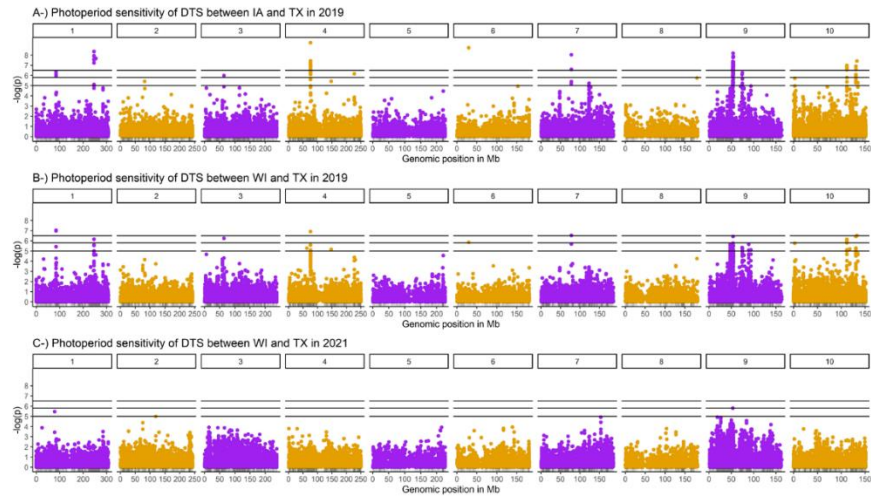 A-) Photoperiod sensitivity of DTS between IA and TX in 2019
1 2 3 4 5 6 7 8 9 10
8
7
6
5
4
3
2
1
0
-log(p)
0 100 200 300 0 50 100 150 200 250 0 50 100 150 200 0 50 100 150 200 250 0 50 100 150 200 0 50 100 150 0 50 100 150 0 50 100 150 0 50 100 150 0 50 100 150
Genomic position in Mb
B-) Photoperiod sensitivity of DTS between WI and TX in 2019
1 2 3 4 5 6 7 8 9 10
8
7
6
5
4
3
2
1
0
-log(p)
0 100 200 300 0 50 100 150 200 250 0 50 100 150 200 0 50 100 150 200 250 0 50 100 150 200 0 50 100 150 0 50 100 150 0 50 100 150 0 50 100 150 0 50 100 150
Genomic position in Mb
C-) Photoperiod sensitivity of DTS between WI and TX in 2021
1 2 3 4 5 6 7 8 9 10
8
7
6
5
4
3
2
1
0
-log(p)
0 100 200 300 0 50 100 150 200 250 0 50 100 150 200 0 50 100 150 200 250 0 50 100 150 200 0 50 100 150 0 50 100 150 0 50 100 150 0 50 100 150 0 50 100 150
Genomic position in Mb